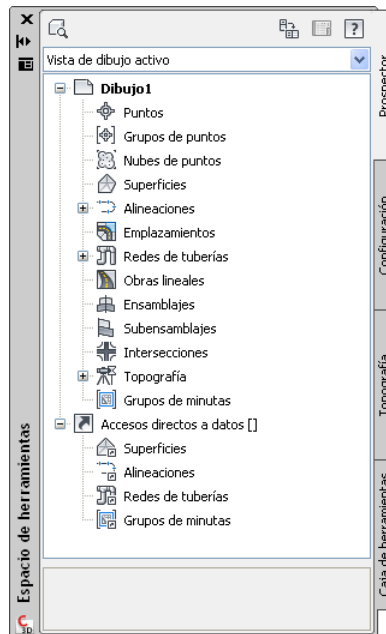 Vista de dibujo activo
Dibujo1
Puntos
Grupos de puntos
Nubes de puntos
Superficies
Alineaciones
Emplazamientos
Redes de tuberías
Obras lineales
Ensamblajes
Subensamblajes
Intersecciones
Topografía
Grupos de minutas
Accesos directos a datos []
Superficies
Alineaciones
Redes de tuberías
Grupos de minutas
Espacio de herramientas
Prospector
Configuración
Topografía
Caja de herramientas
C 3D